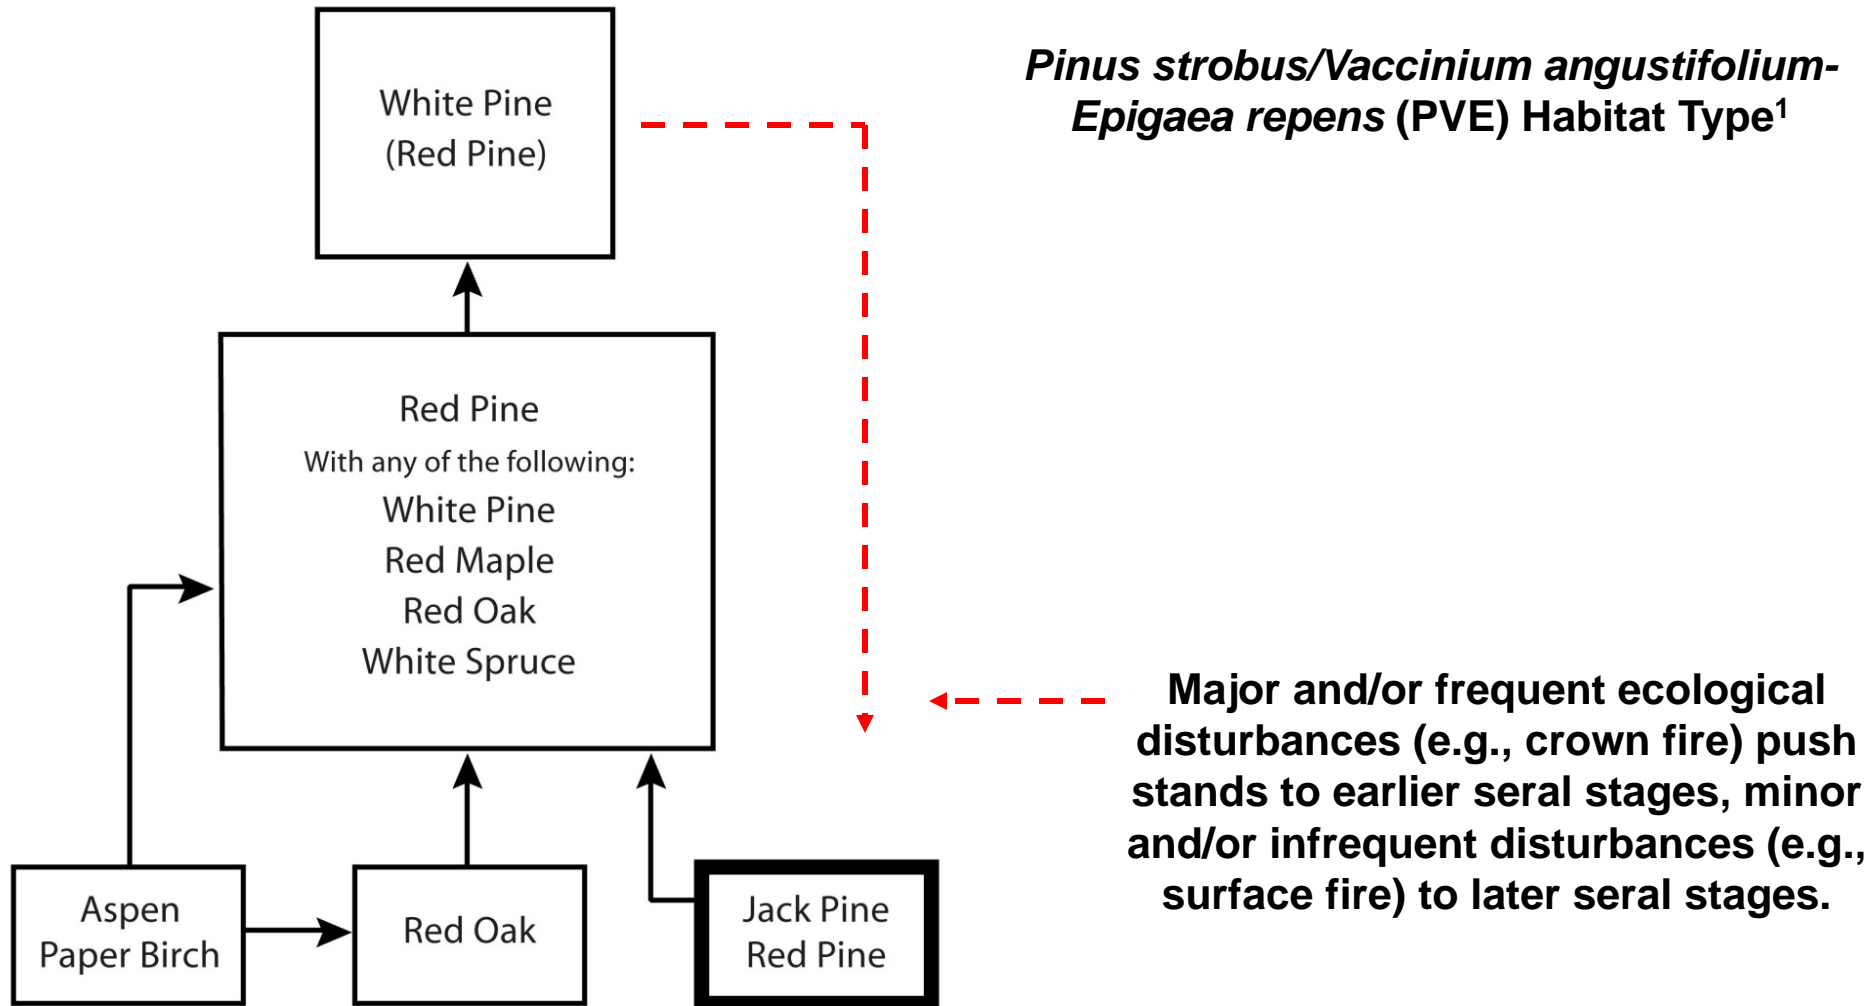 Pinus strobus/Vaccinium angustifolium-
Epigaea repens (PVE) Habitat Type¹
White Pine
(Red Pine)
Red Pine
With any of the following:
White Pine
Red Maple
Red Oak
White Spruce
Major and/or frequent ecological
disturbances (e.g., crown fire) push
stands to earlier seral stages, minor
and/or infrequent disturbances (e.g.,
surface fire) to later seral stages.
Aspen
Paper Birch
Red Oak
Jack Pine
Red Pine